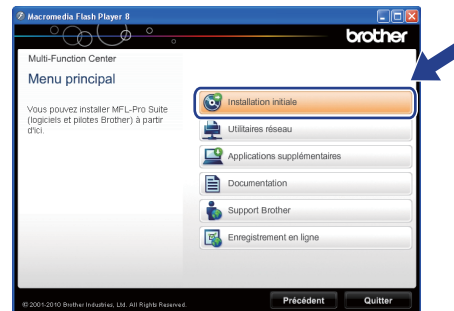 Macromedia Flash Player 8
brother
Multi-Function Center
Menu principal
Vous pouvez installer MFL-Pro Suite
(logiciels et pilotes Brother) à partir
d'ici.
Installation initiale
Utilitaires réseau
Applications supplémentaires
Documentation
Support Brother
Enregistrement en ligne
© 2001-2010 Brother Industries, Ltd. All Rights Reserved.
Précédent
Quitter